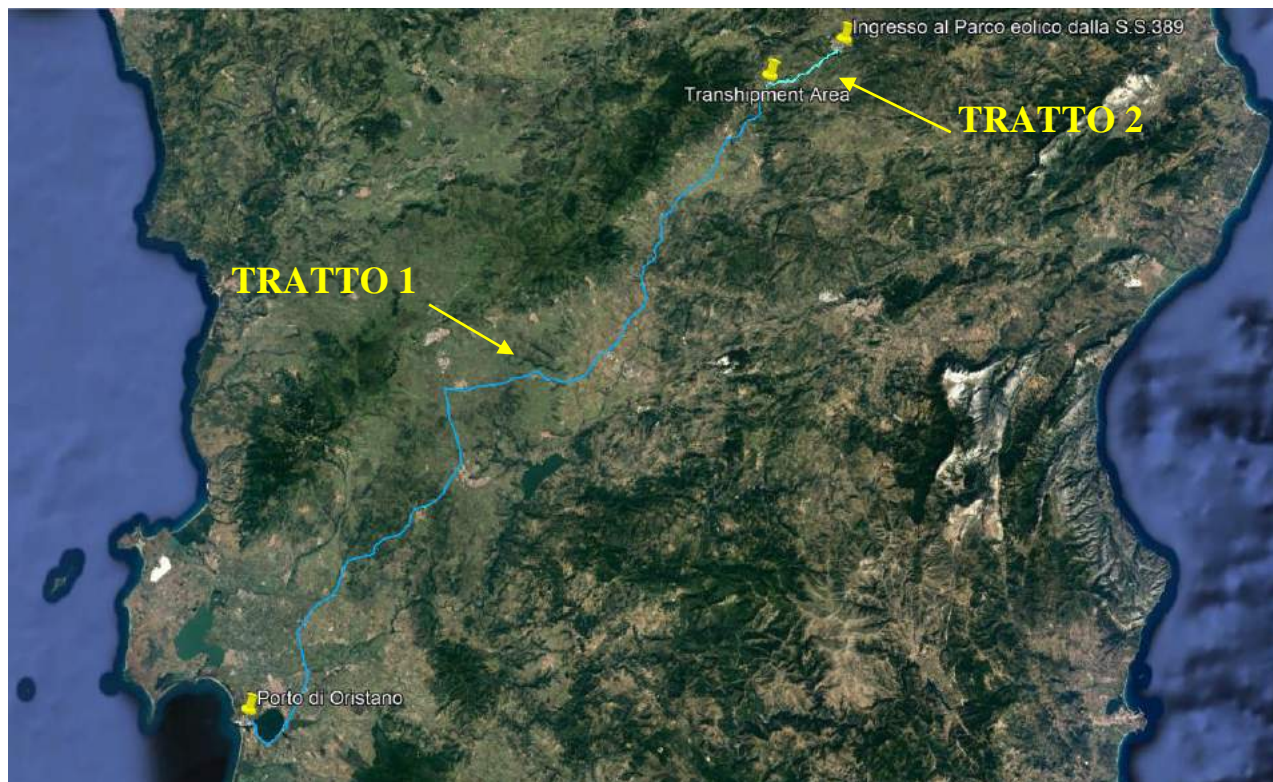 Ingresso al Parco eolico dalla S.S.389
Transhipment Area
TRATTO 2
TRATTO 1
Porto di Oristano